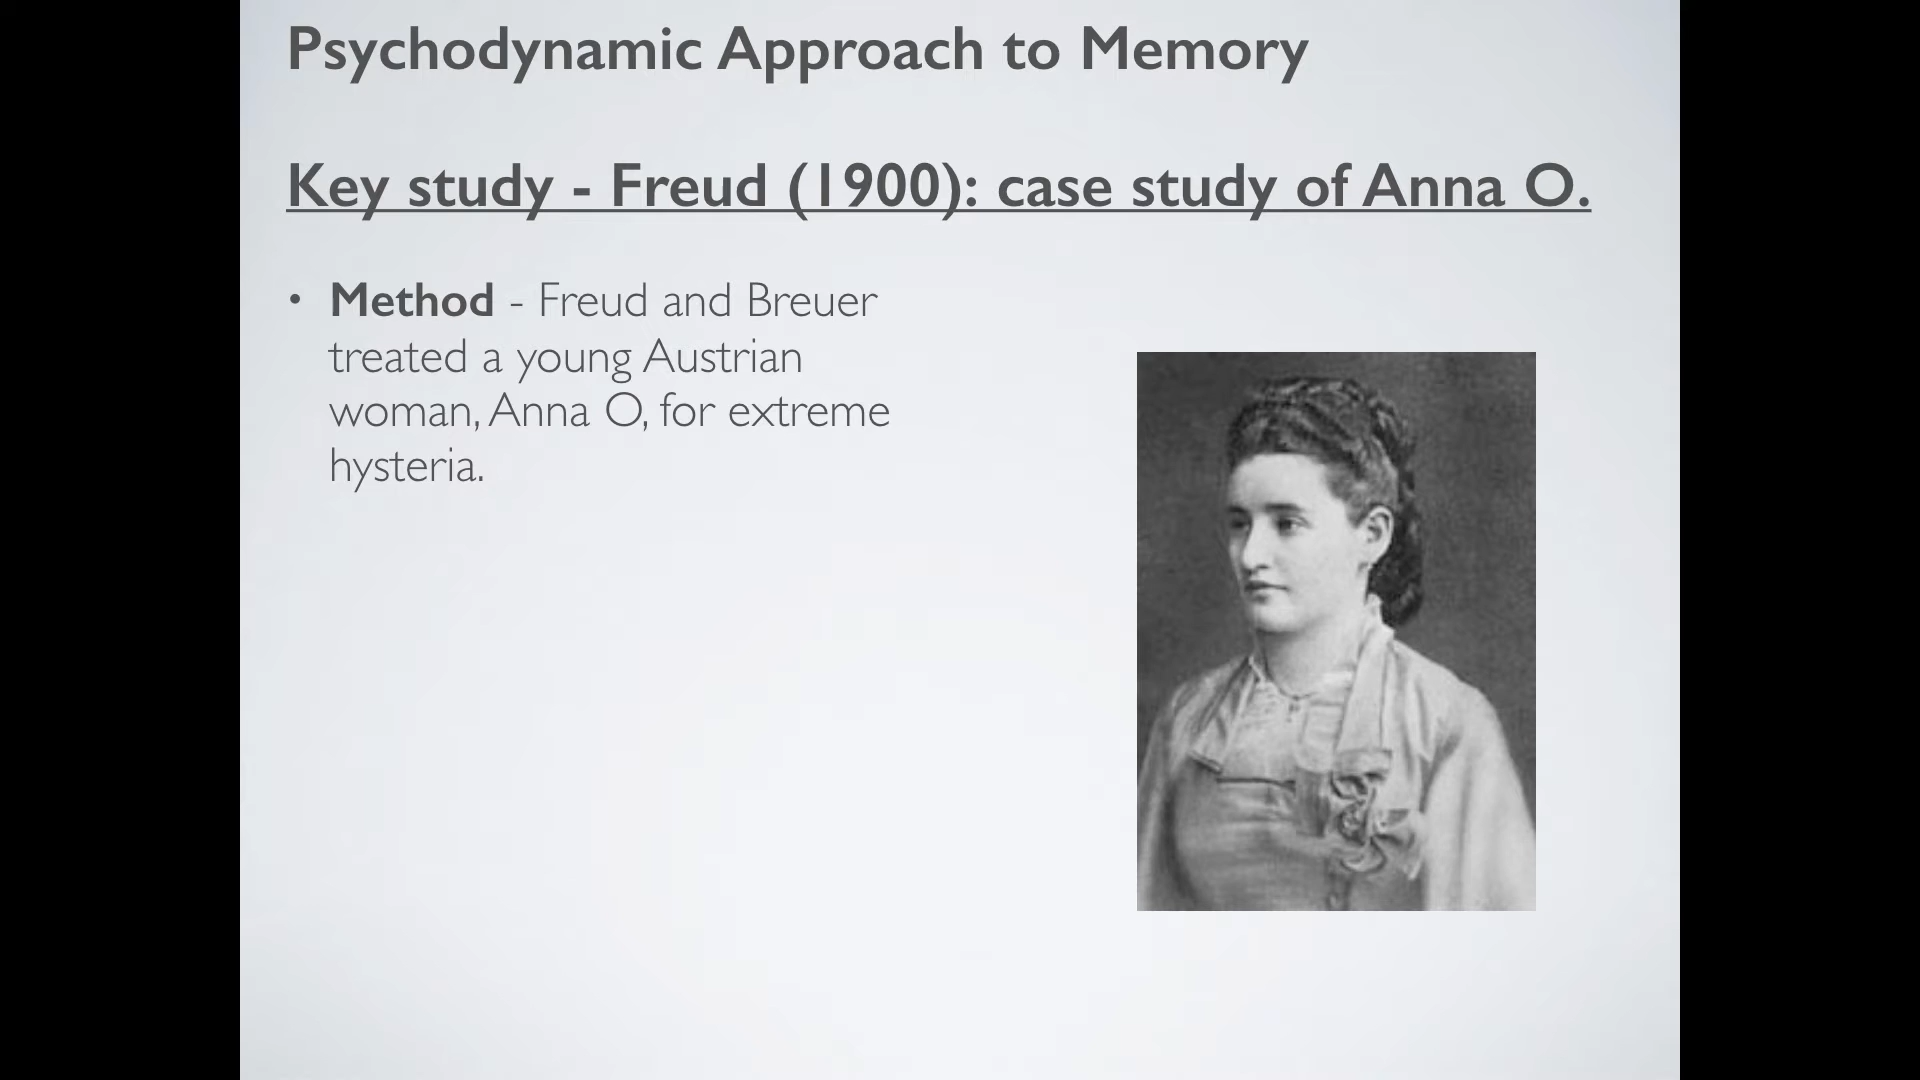 Psychodynamic Approach to Memory
Key study - Freud (1900): case study of Anna O.
• Method - Freud and Breuer
treated a young Austrian
woman, Anna O, for extreme
hysteria.